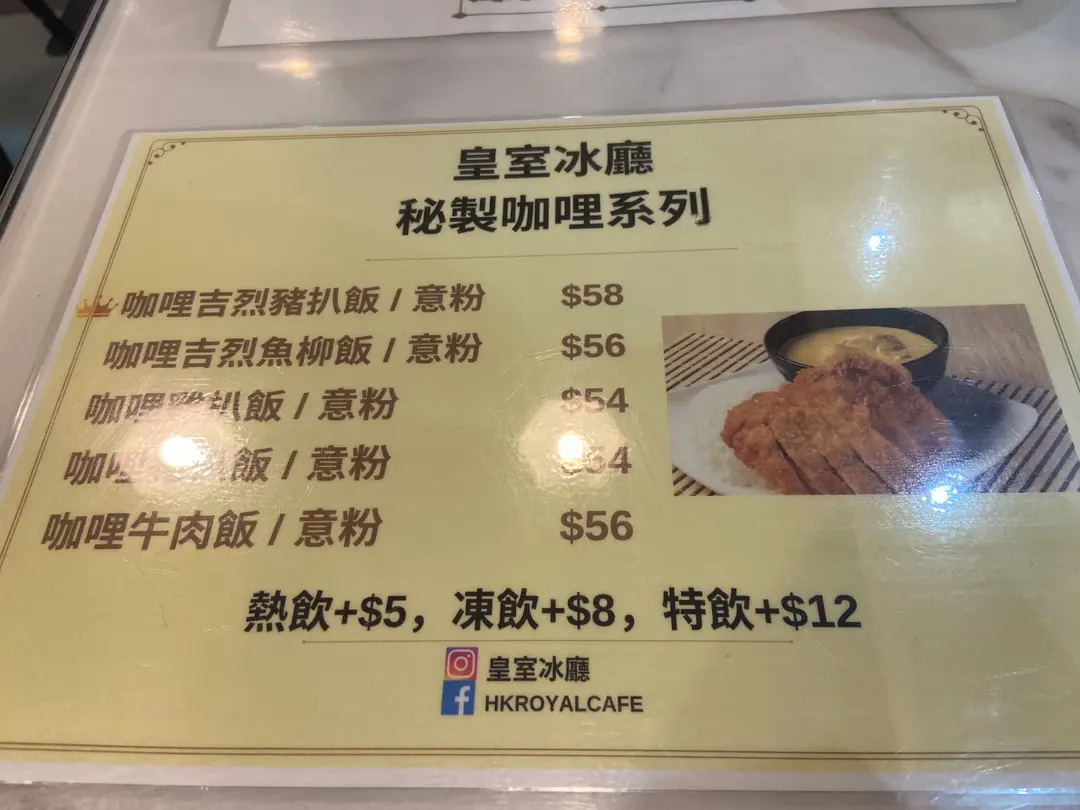 皇室冰廳
秘製咖哩系列
咖哩吉烈豬扒飯 / 意粉 $58
咖哩吉烈魚柳飯 / 意粉 $56
咖哩雞扒飯 / 意粉 $54
咖哩飯 / 意粉 $54
咖哩牛肉飯 / 意粉 $56
熱飲+$5，凍飲+$8，特飲+$12
皇室冰廳
HKROYALCAFE